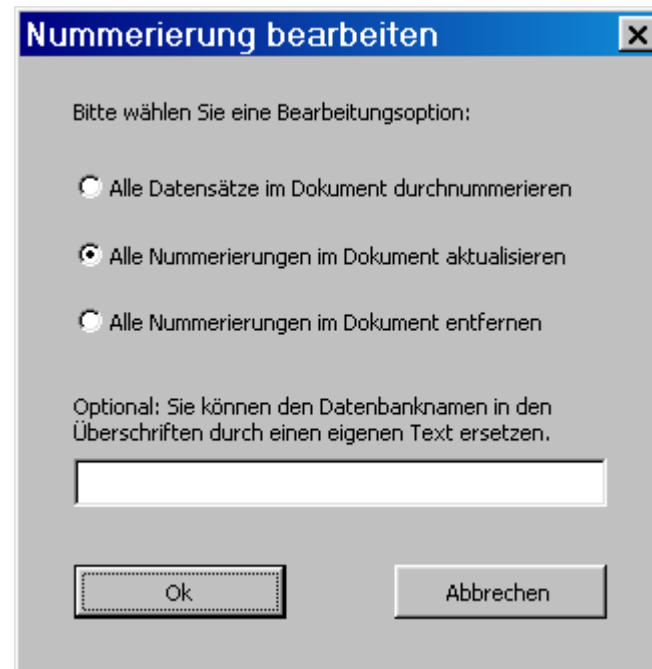 Nummerierung bearbeiten
Bitte wählen Sie eine Bearbeitungsoption:
Alle Datensätze im Dokument durchnummerieren
Alle Nummerierungen im Dokument aktualisieren
Alle Nummerierungen im Dokument entfernen
Optional: Sie können den Datenbanknamen in den
Überschriften durch einen eigenen Text ersetzen.
Ok
Abbrechen